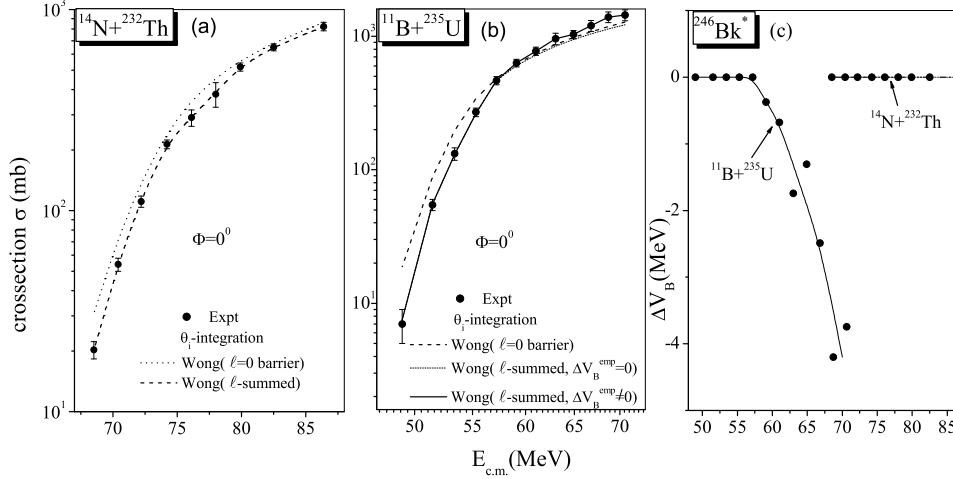 ¹⁴N+²³²Th
(a)
10³
10²
10¹
crossection σ (mb)
Φ=0⁰
Expt
θᵢ-integration
Wong( ℓ=0 barrier)
Wong( ℓ-summed)
70
75
80
85
¹¹B+²³⁵U
(b)
10³
10²
10¹
Φ=0⁰
Expt
θᵢ-integration
Wong( ℓ=0 barrier)
Wong( ℓ-summed, ΔV_B^emp=0)
Wong( ℓ-summed, ΔV_B^emp≠0)
50
55
60
65
70
E_c.m.(MeV)
²⁴⁶Bk*
(c)
0
-2
-4
ΔV_B(MeV)
¹⁴N+²³²Th
¹¹B+²³⁵U
50
55
60
65
70
75
80
85